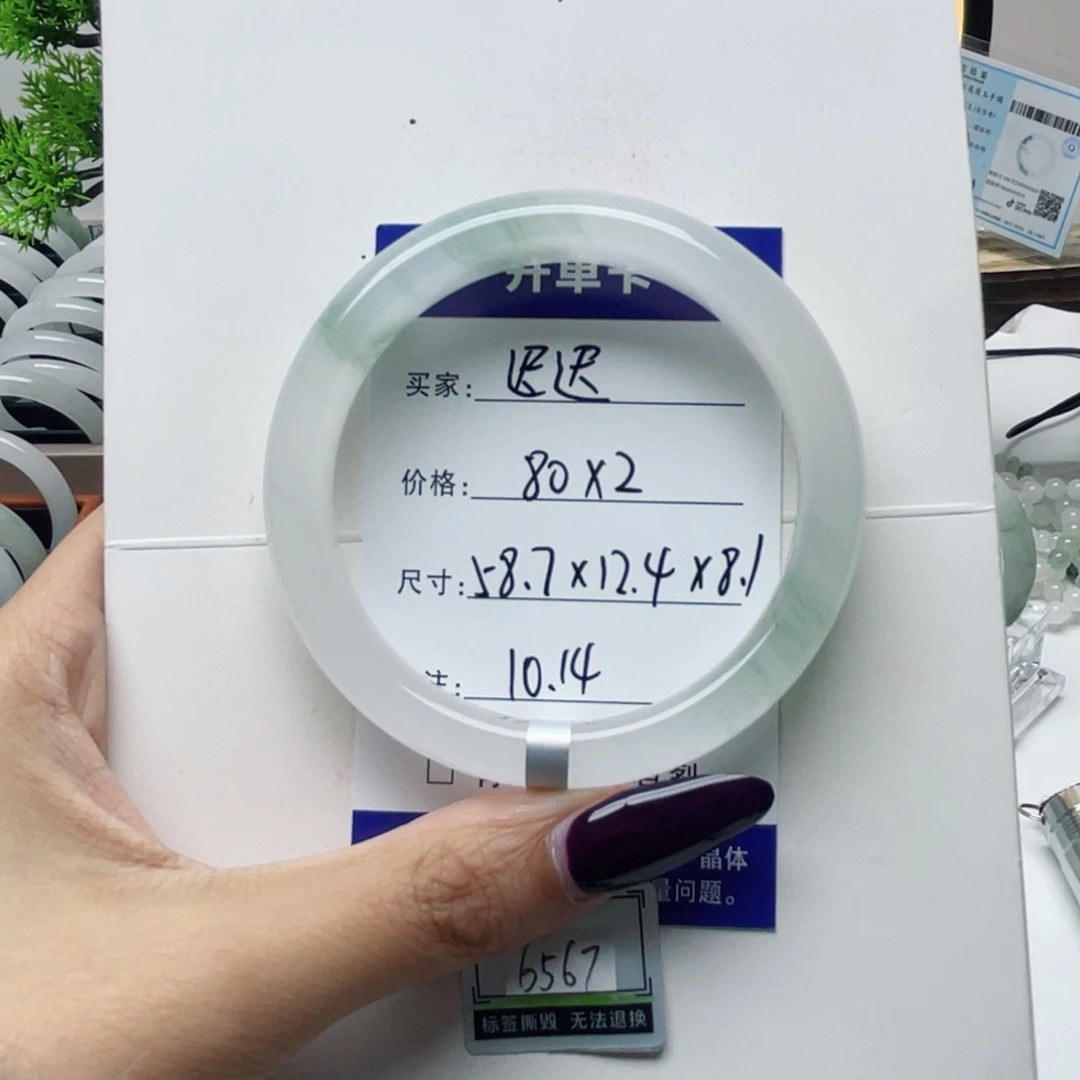 开单卡
买家: 迟迟
价格: 80X2
尺寸: 58.7x12.4x8.1
注: 10.14
晶体
量问题。
6567
标签撕毁 无法退换